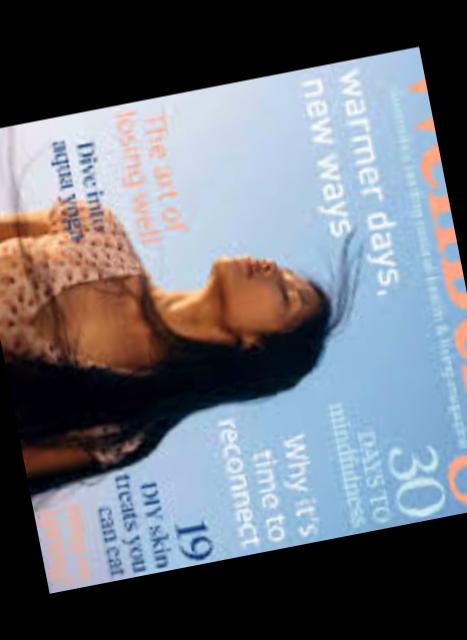 warmer days,
new ways
30
DAYS TO
mindfulness
The art of
losing well
Why it's
time to
reconnect
Dive into
aqua yoga
19
DIY skin
treats you
can eat